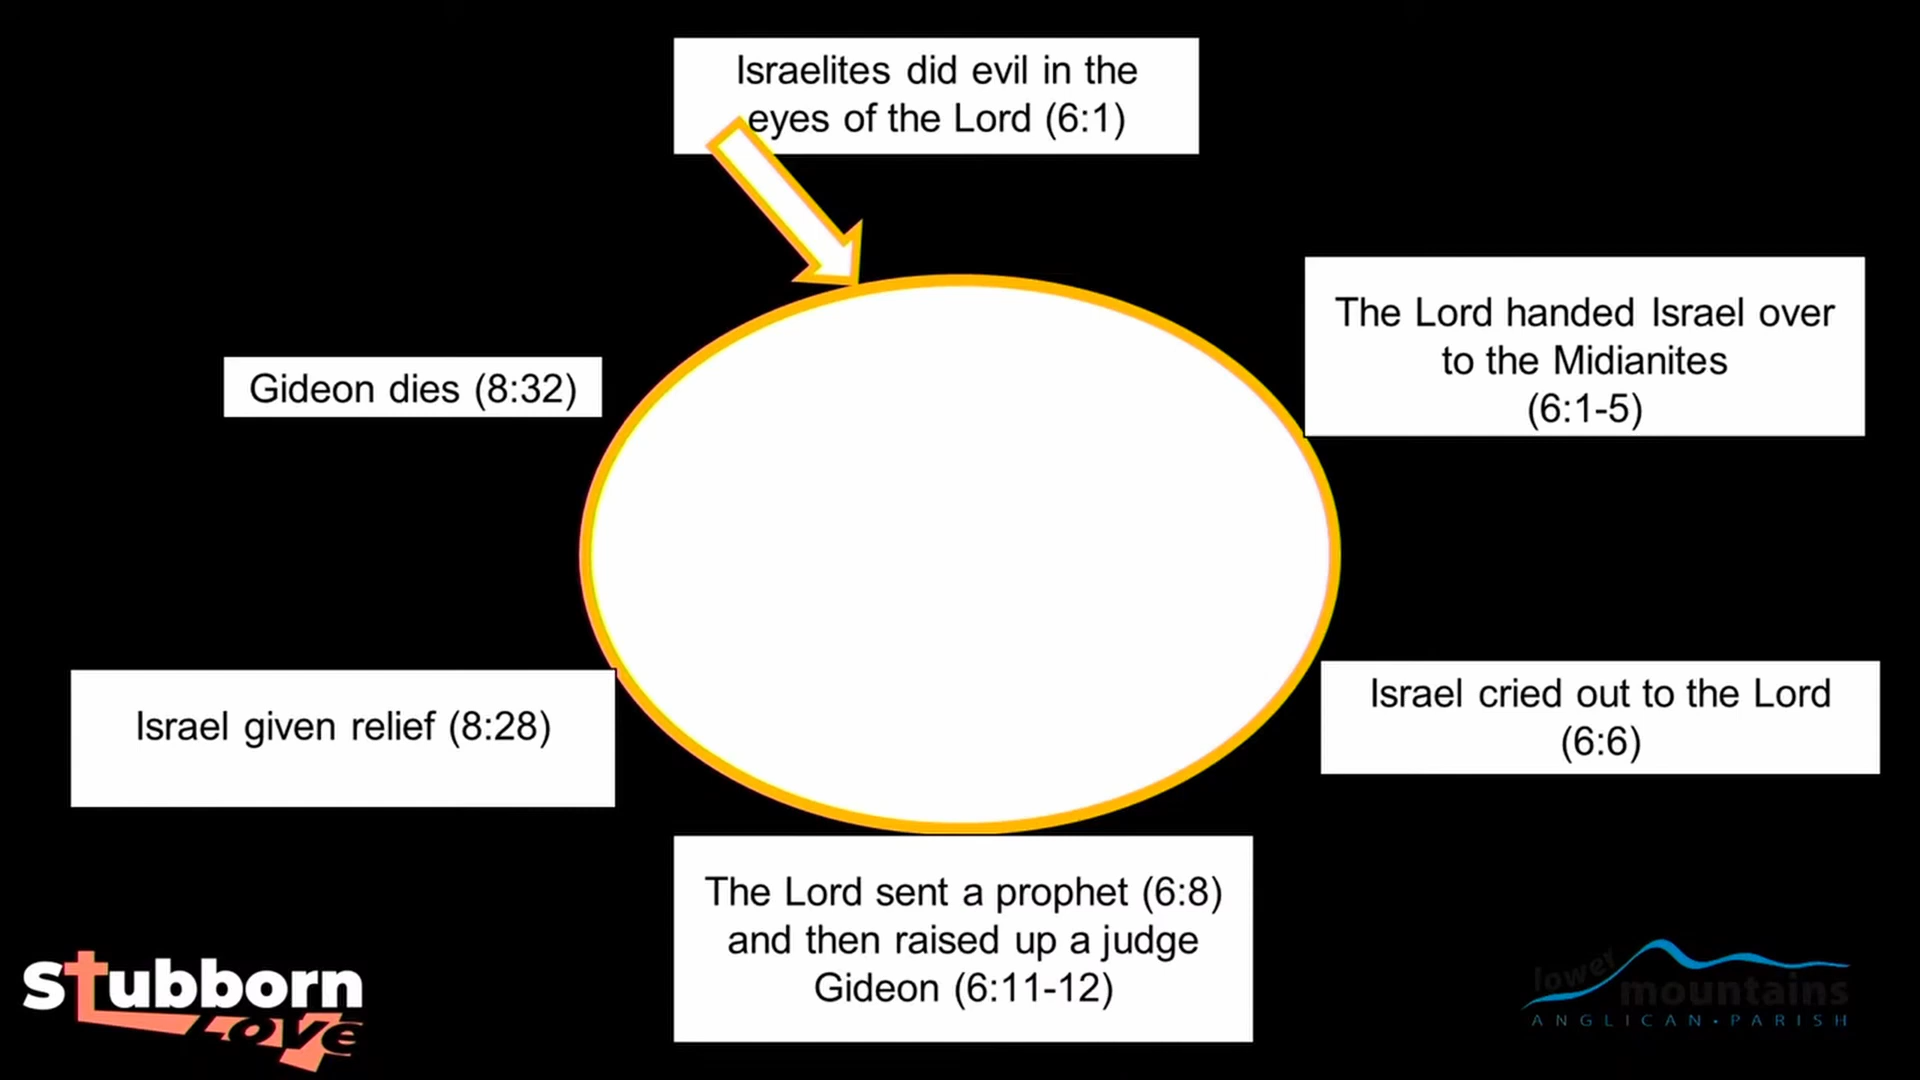 Israelites did evil in the
eyes of the Lord (6:1)
The Lord handed Israel over
to the Midianites
(6:1-5)
Gideon dies (8:32)
Israel cried out to the Lord
(6:6)
Israel given relief (8:28)
The Lord sent a prophet (6:8)
and then raised up a judge
Gideon (6:11-12)
Stubborn
Love
lower
mountains
ANGLICAN • PARISH